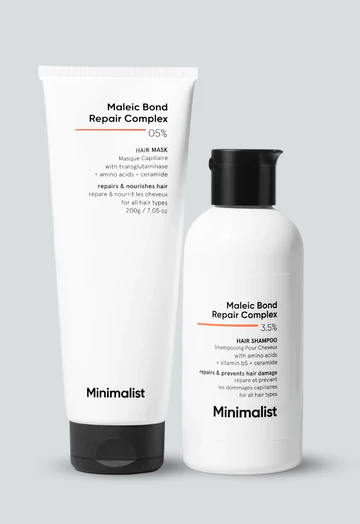 Maleic Bond
Repair Complex
05%
HAIR MASK
Masque Capillaire
with transglutaminase
+ amino acids + ceramide
repairs & nourishes hair
répare & nourrit les cheveux
for all hair types
200g / 7.05 oz
Minimalist
Maleic Bond
Repair Complex
3.5%
HAIR SHAMPOO
Shampooing Pour Cheveux
with amino acids
+ vitamin b5 + ceramide
repairs & prevents hair damage
répare et prévient
les dommages capillaires
for all hair types
Minimalist